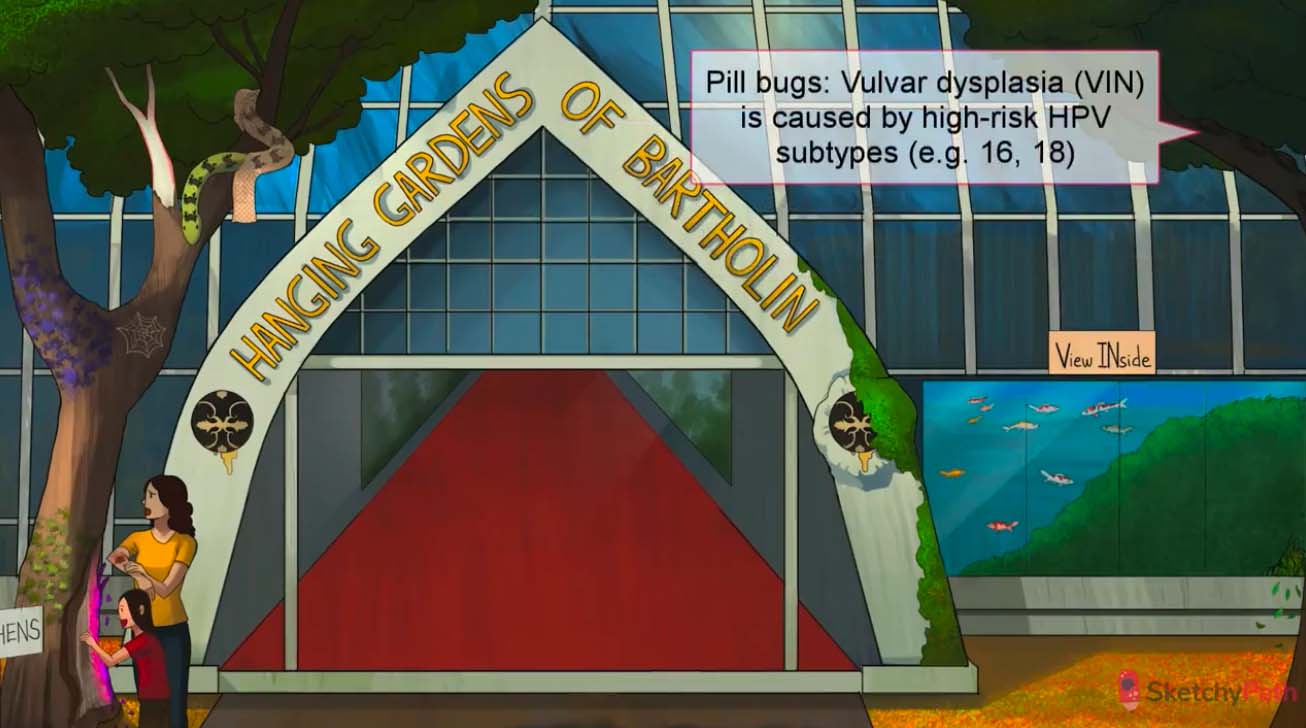 HANGING GARDENS OF BARTHOLIN
Pill bugs: Vulvar dysplasia (VIN)
is caused by high-risk HPV
subtypes (e.g. 16, 18)
View INside
HENS
SketchyPath